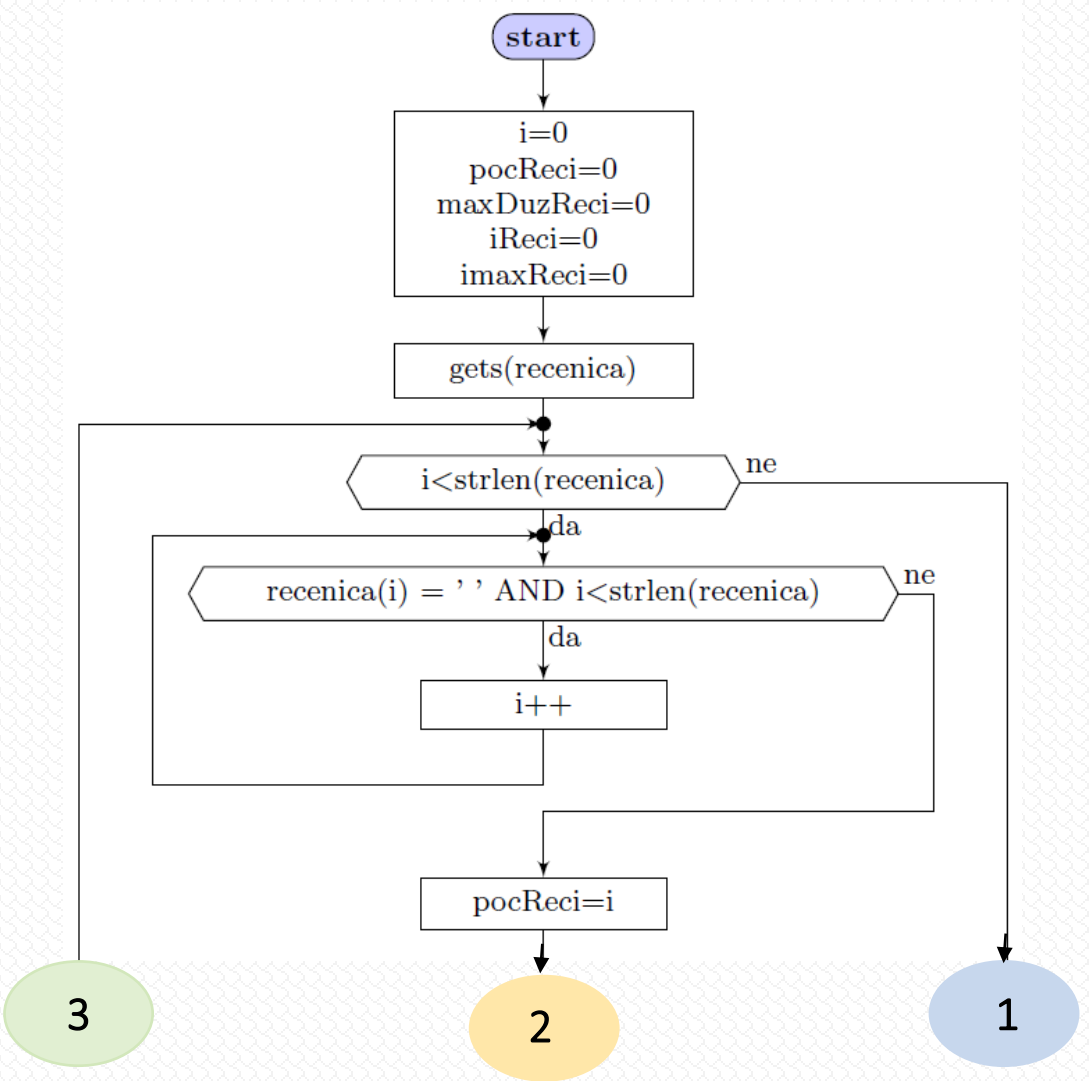 start
i=0
pocReci=0
maxDuzReci=0
iReci=0
imaxReci=0
gets(recenica)
i<strlen(recenica)
ne
da
recenica(i) = ' ' AND i<strlen(recenica)
ne
da
i++
pocReci=i
3
2
1